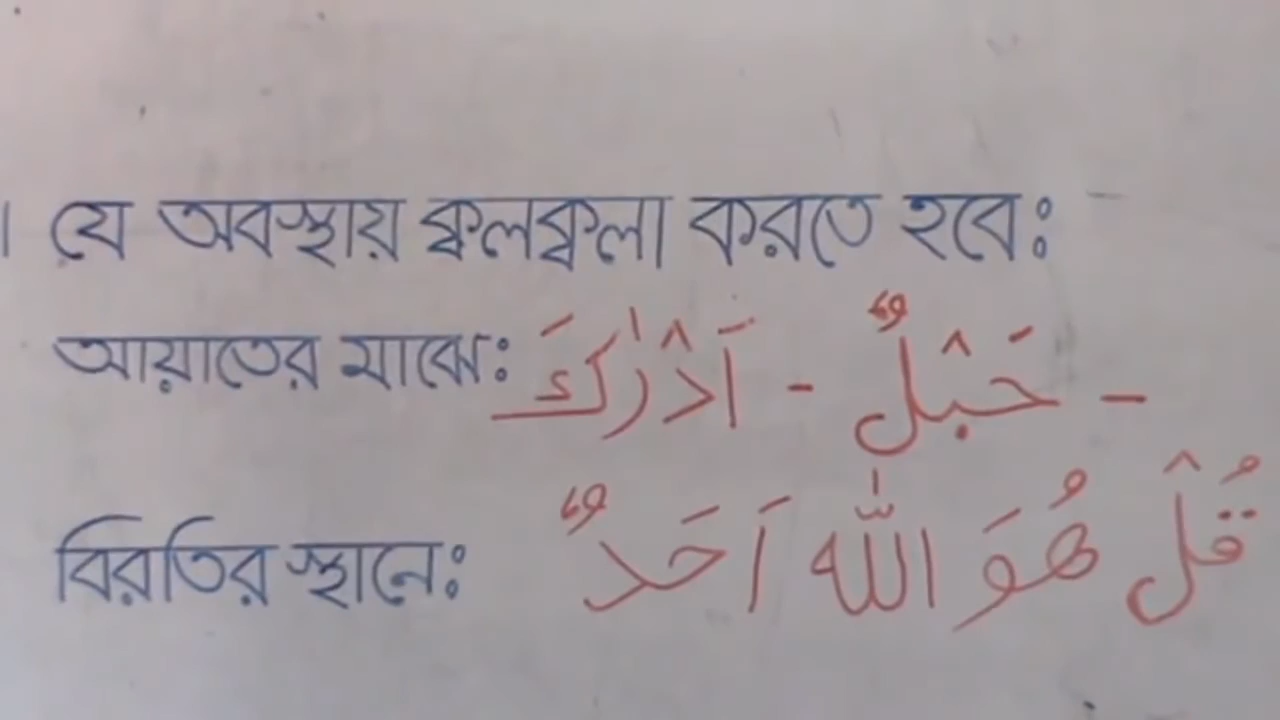 । যে অবস্থায় ক্বলক্বলা করতে হবে:
আয়াতের মাঝে: اَدْرٰكَ - حَبْلٌ -
বিরতির স্থানে: قُلْ هُوَ اللّٰه اَحَدٌ